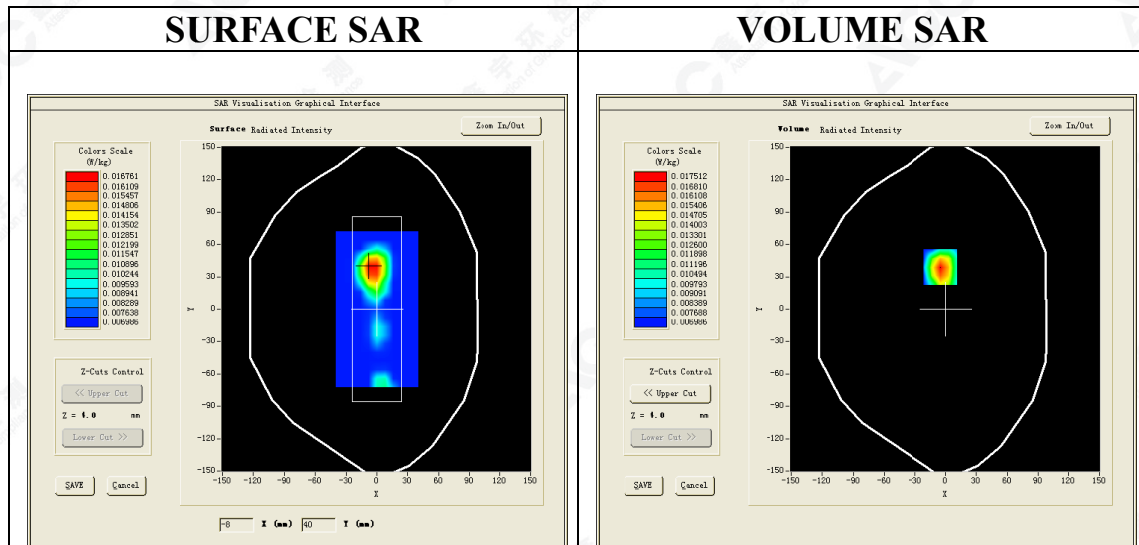 SURFACE SAR
VOLUME SAR
SAR Visualisation Graphical Interface
Surface Radiated Intensity
Zoom In/Out
Colors Scale
(W/kg)
0.016761
0.016109
0.015457
0.014806
0.014154
0.013502
0.012851
0.012199
0.011547
0.010896
0.010244
0.009593
0.008941
0.008289
0.007638
0.006986
150
120
90
60
30
0
-30
-60
-90
-120
-150
Y
-150 -120 -90 -60 -30 0 30 60 90 120 150
X
Z-Cuts Control
<< Upper Cut
Z = 4.0 mm
Lower Cut >>
SAVE Cancel
-8 X (mm) 40 Y (mm)
SAR Visualisation Graphical Interface
Volume Radiated Intensity
Zoom In/Out
Colors Scale
(W/kg)
0.017512
0.016810
0.016108
0.015406
0.014705
0.014003
0.013301
0.012600
0.011898
0.011196
0.010494
0.009793
0.009091
0.008389
0.007688
0.006986
150
120
90
60
30
0
-30
-60
-90
-120
-150
Y
-150 -120 -90 -60 -30 0 30 60 90 120 150
X
Z-Cuts Control
<< Upper Cut
Z = 4.0 mm
Lower Cut >>
SAVE Cancel